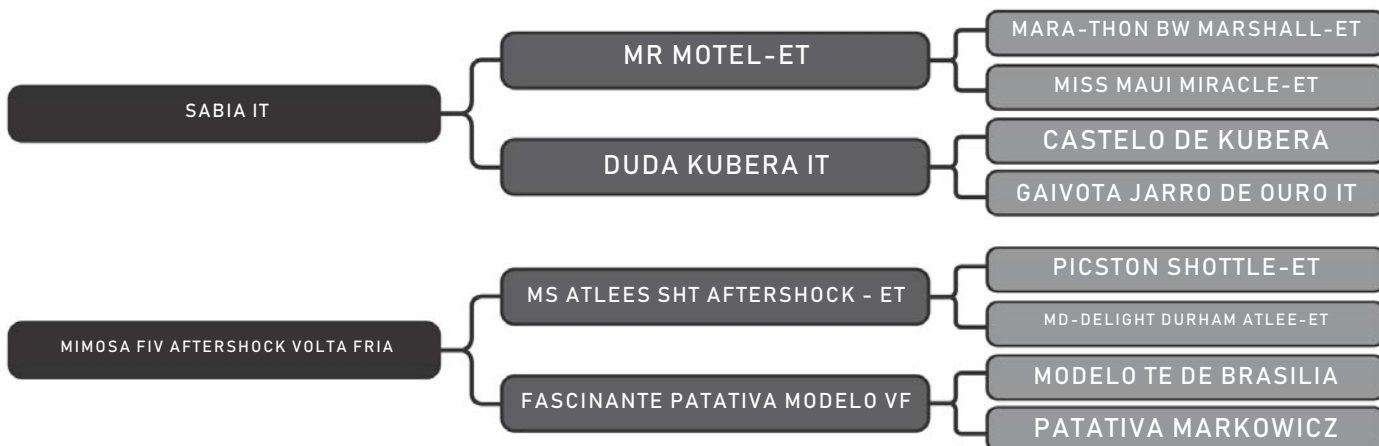 SABIA IT
MR MOTEL-ET
DUDA KUBERA IT
MARA-THON BW MARSHALL-ET
MISS MAUI MIRACLE-ET
CASTELO DE KUBERA
GAIVOTA JARRO DE OURO IT
MIMOSA FIV AFTERSHOCK VOLTA FRIA
MS ATLEES SHT AFTERSHOCK - ET
FASCINANTE PATATIVA MODELO VF
PICSTON SHOTTLE-ET
MD-DELIGHT DURHAM ATLEE-ET
MODELO TE DE BRASILIA
PATATIVA MARKOWICZ